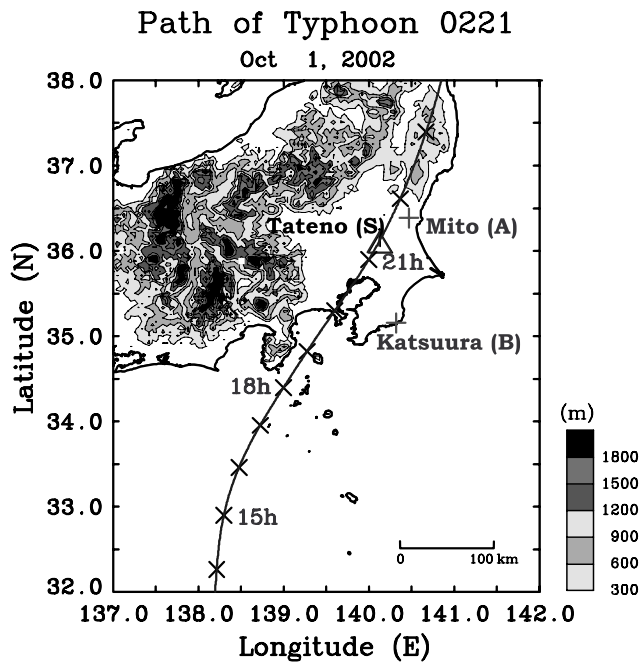 Path of Typhoon 0221
Oct 1, 2002
38.0
37.0
Tateno (S)
Mito (A)
36.0
21h
35.0
Katsuura (B)
18h
34.0
33.0
15h
32.0
137.0 138.0 139.0 140.0 141.0 142.0
Latitude (N)
Longitude (E)
0 100 km
(m)
1800
1500
1200
900
600
300